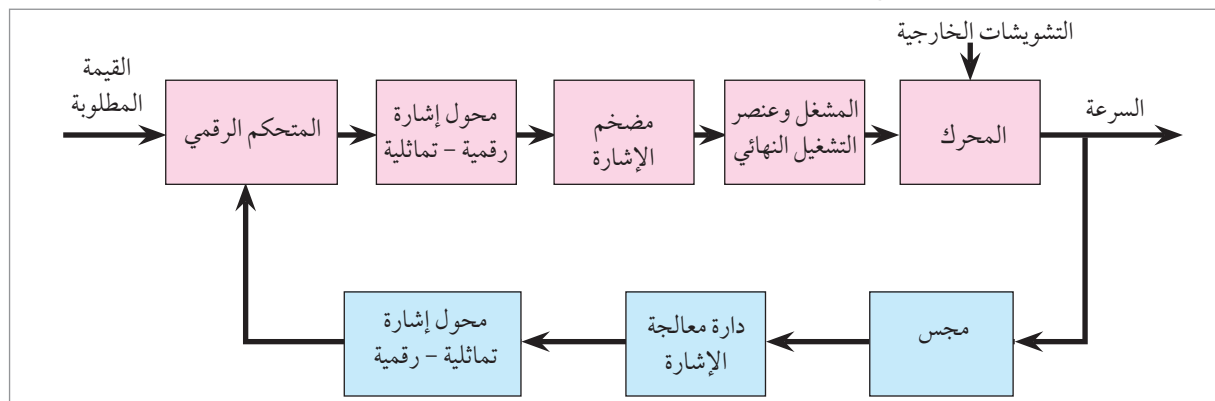 التشويشات الخارجية
القيمة
المطلوبة
المتحكم الرقمي
محول إشارة
رقمية – تماثلية
مضخم
الإشارة
المشغل وعنصر
التشغيل النهائي
المحرك
السرعة
محول إشارة
تماثلية – رقمية
دارة معالجة
الإشارة
مجس